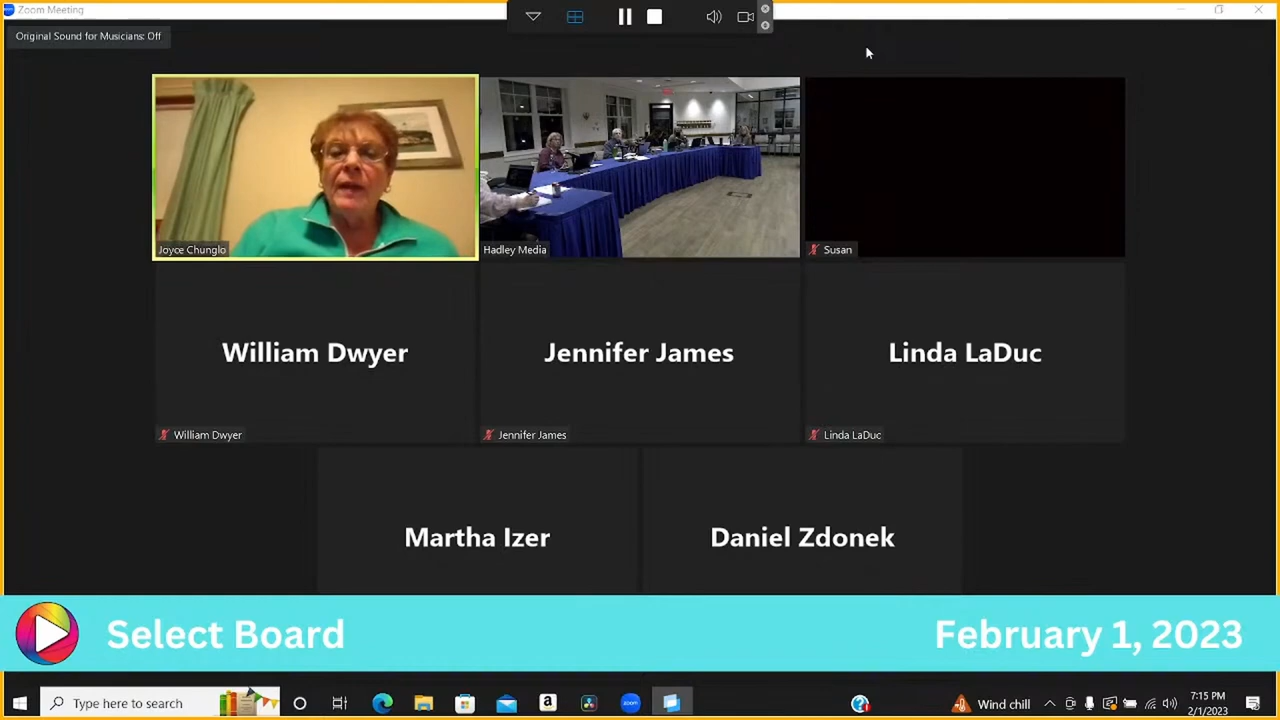 Zoom Meeting
Original Sound for Musicians: Off
Joyce Chunglo
Hadley Media
Susan
William Dwyer
Jennifer James
Linda LaDuc
William Dwyer
Jennifer James
Linda LaDuc
Martha Izer
Daniel Zdonek
Select Board
February 1, 2023
Type here to search
a
zoom
Wind chill
7:15 PM
2/1/2023